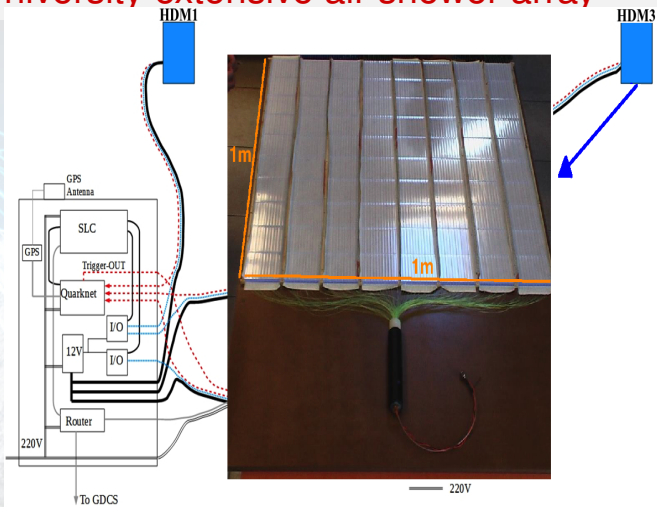 niversity extensive air shower array
HDM1
HDM3
1m
1m
GPS
Antenna
SLC
GPS
Trigger-OUT
Quarknet
I/O
12V
I/O
Router
220V
To GDCS
220V